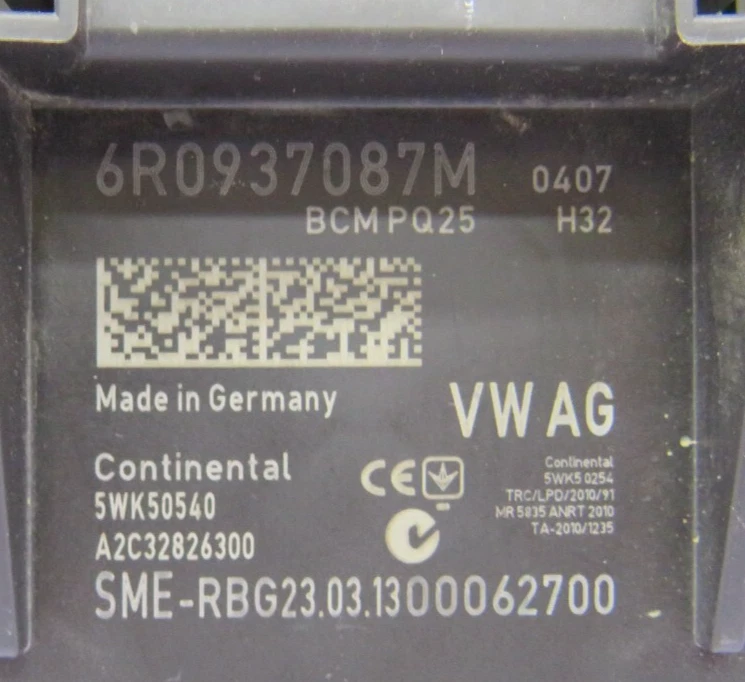 6R0937087M 0407
BCM PQ25 H32
Made in Germany
VW AG
Continental
5WK50540
A2C32826300
CE
Continental
5WK5 0254
TRC/LPD/2010/91
MR 5835 ANRT 2010
TA-2010/1235
SME-RBG23.03.1300062700